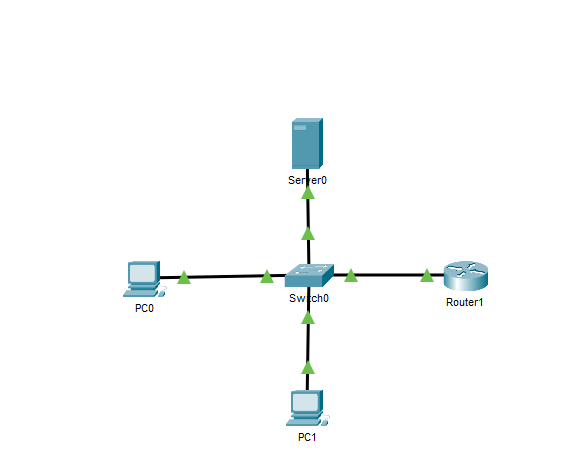 Server0
PC0
Switch0
Router1
PC1